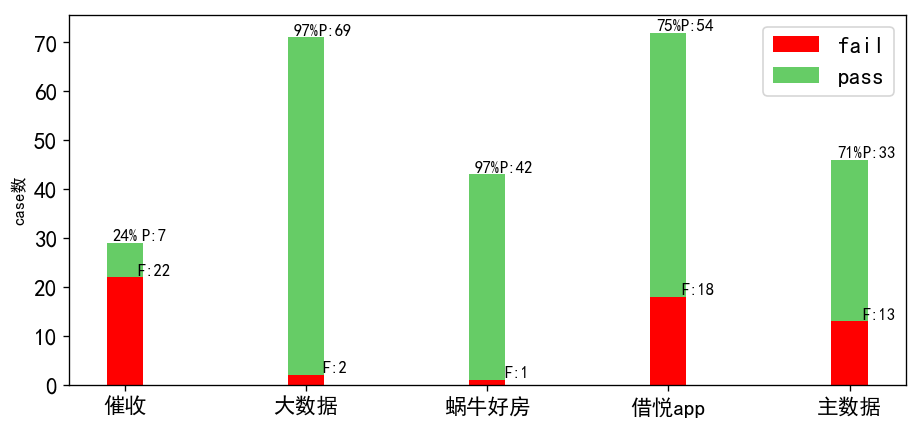 97%P:69
75%P:54
fail
pass
97%P:42
71%P:33
24% P:7
F:22
F:2
F:1
F:18
F:13
case数
70
60
50
40
30
20
10
0
催收
大数据
蜗牛好房
借悦app
主数据